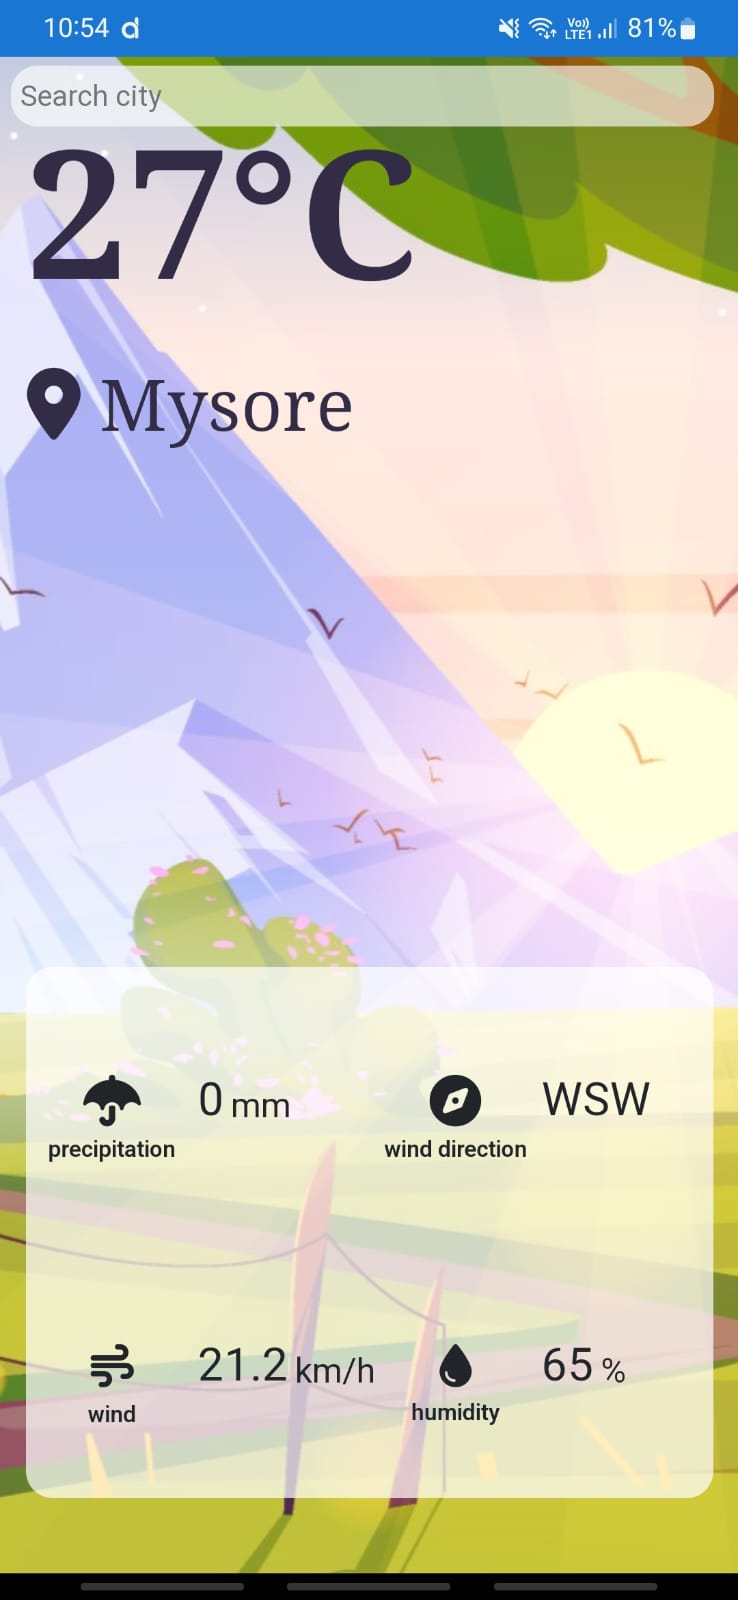 10:54 d Vo)) LTE1 81%
Search city
27°C
Mysore
0 mm WSW
precipitation wind direction
21.2 km/h 65 %
wind humidity